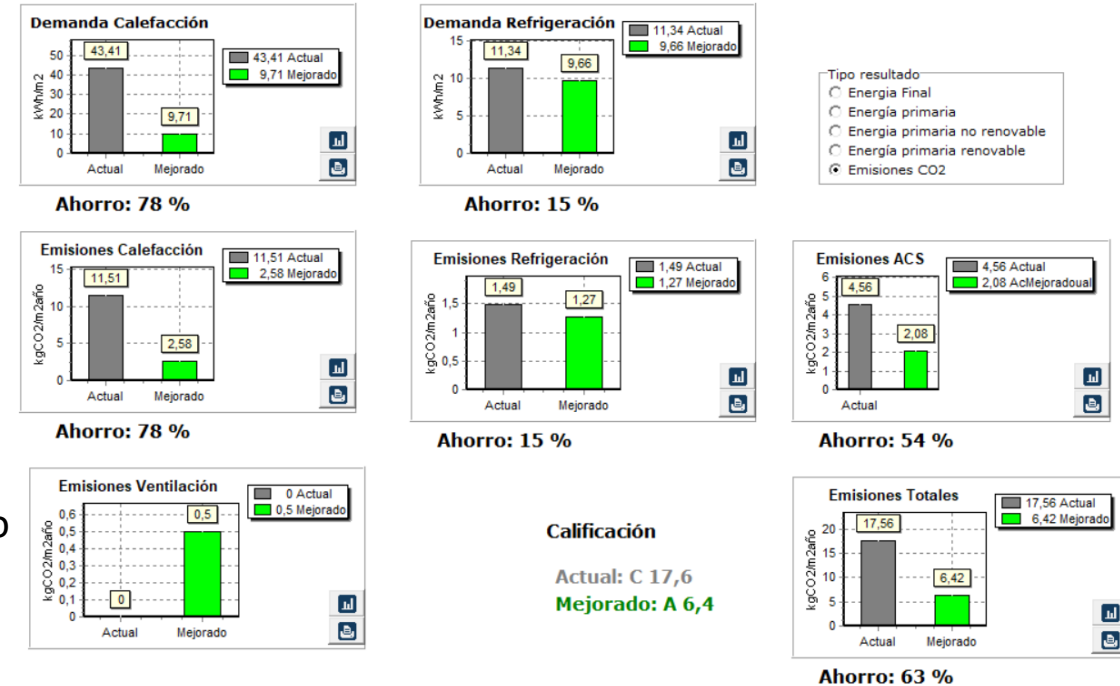 Demanda Calefacción
kWh/m2
50
40
30
20
10
0
43,41
9,71
Actual
Mejorado
43,41 Actual
9,71 Mejorado
Ahorro: 78 %
Demanda Refrigeración
kWh/m2
15
10
5
0
11,34
9,66
Actual
Mejorado
11,34 Actual
9,66 Mejorado
Ahorro: 15 %
Tipo resultado
Energia Final
Energía primaria
Energia primaria no renovable
Energía primaria renovable
Emisiones CO2
Emisiones Calefacción
kgCO2/m2año
15
10
5
0
11,51
2,58
Actual
Mejorado
11,51 Actual
2,58 Mejorado
Ahorro: 78 %
Emisiones Refrigeración
kgCO2/m2año
1,5
1
0,5
0
1,49
1,27
Actual
Mejorado
1,49 Actual
1,27 Mejorado
Ahorro: 15 %
Emisiones ACS
kgCO2/m2año
6
5
4
3
2
1
0
4,56
2,08
Actual
4,56 Actual
2,08 AcMejoradoual
Ahorro: 54 %
o
Emisiones Ventilación
kgCO2/m2año
0,6
0,5
0,4
0,3
0,2
0,1
0
0
0,5
Actual
Mejorado
0 Actual
0,5 Mejorado
Calificación
Actual: C 17,6
Mejorado: A 6,4
Emisiones Totales
kgCO2/m2año
20
15
10
5
0
17,56
6,42
Actual
Mejorado
17,56 Actual
6,42 Mejorado
Ahorro: 63 %